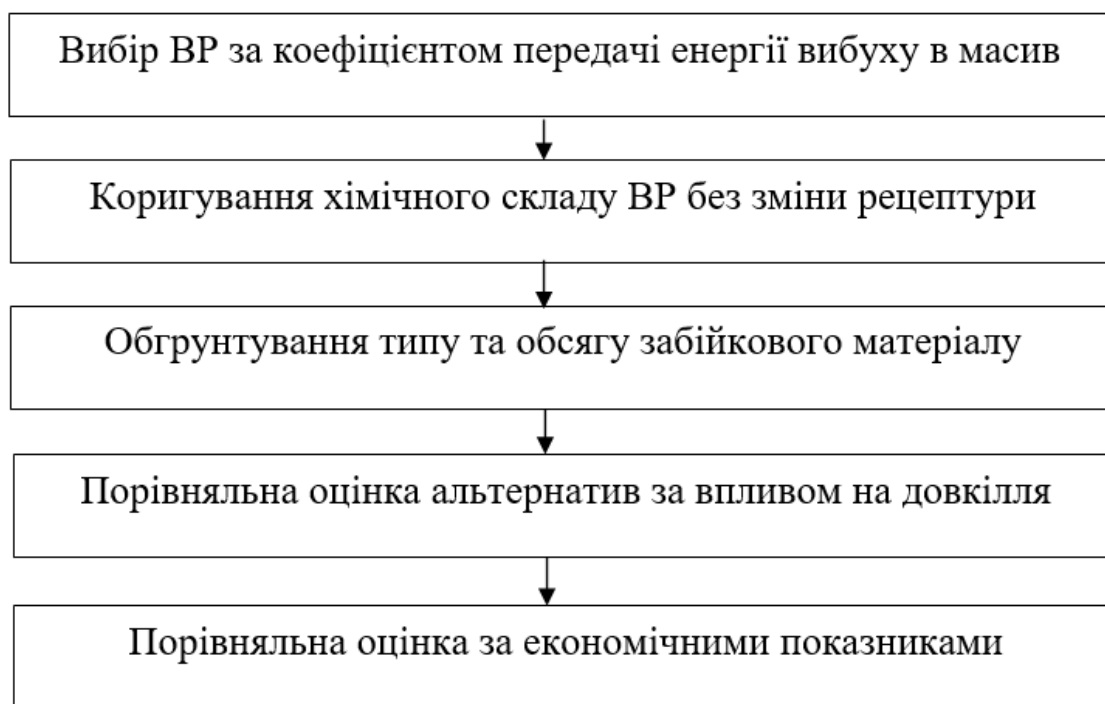 Вибір ВР за коефіцієнтом передачі енергії вибуху в масив
Коригування хімічного складу ВР без зміни рецептури
Обгрунтування типу та обсягу забійкового матеріалу
Порівняльна оцінка альтернатив за впливом на довкілля
Порівняльна оцінка за економічними показниками